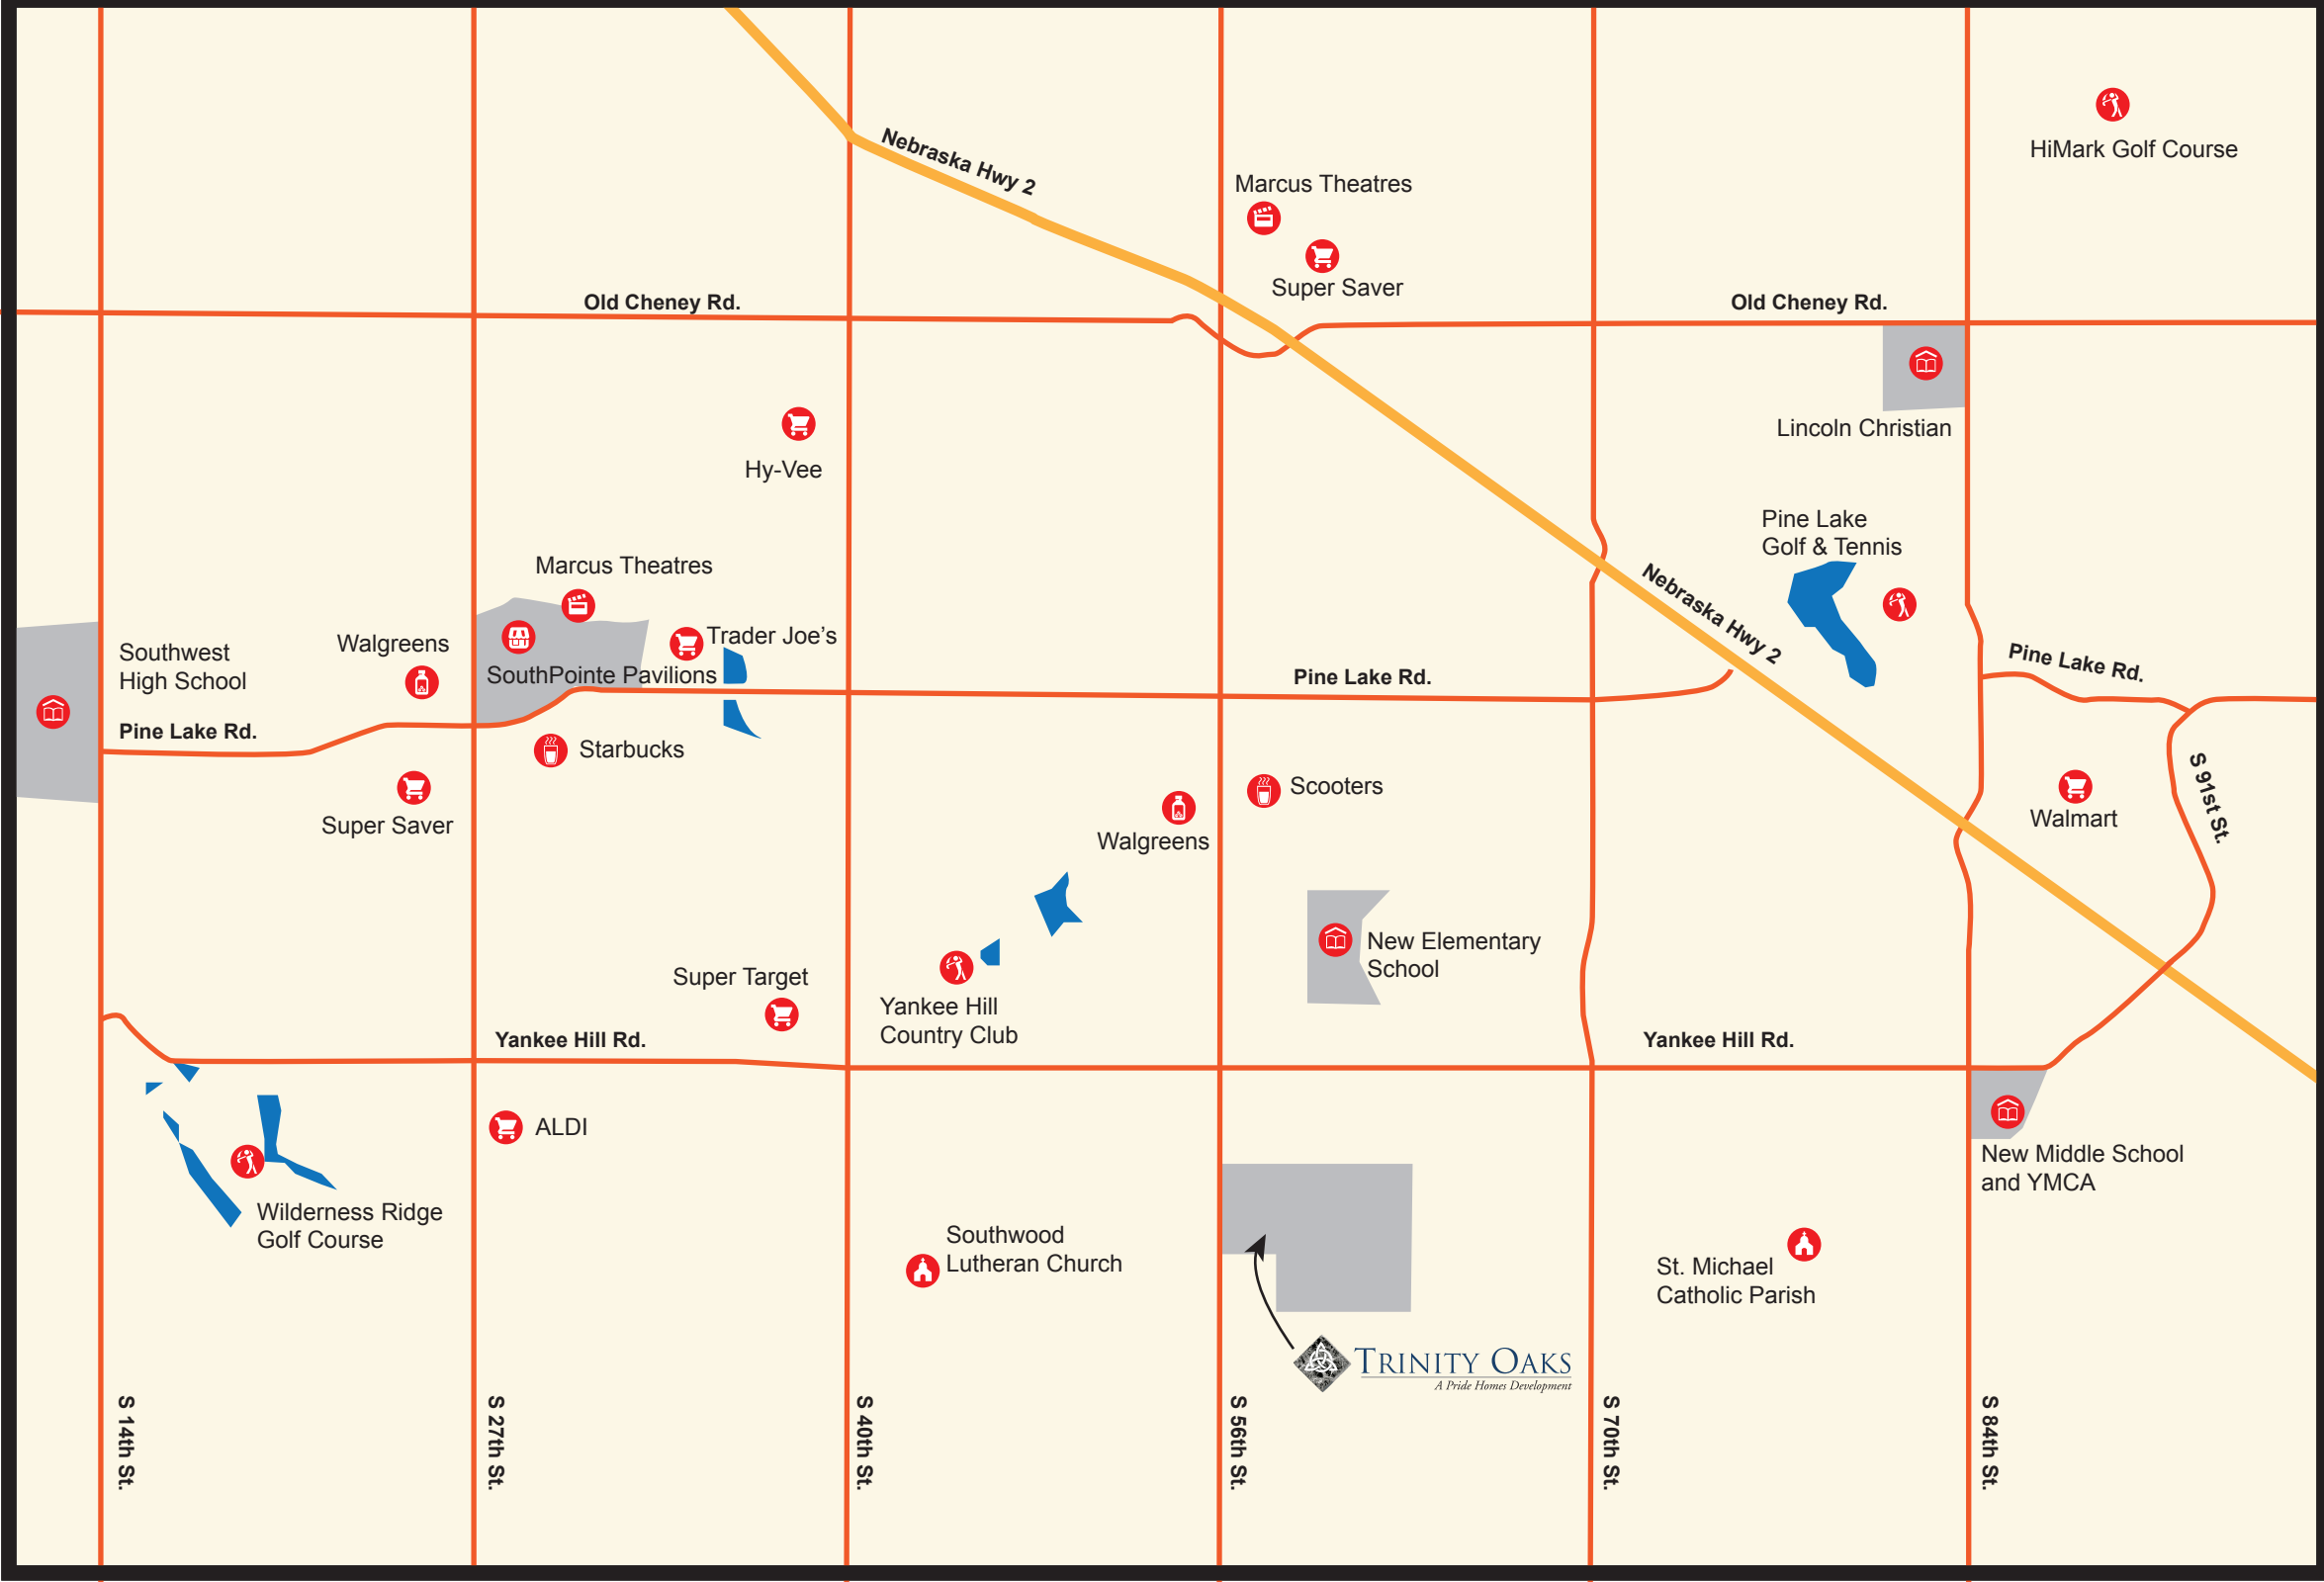 HiMark Golf Course
Nebraska Hwy 2
Marcus Theatres
Super Saver
Old Cheney Rd.
Old Cheney Rd.
Lincoln Christian
Hy-Vee
Pine Lake
Golf & Tennis
Marcus Theatres
Nebraska Hwy 2
Southwest
High School
Walgreens
Trader Joe's
SouthPointe Pavilions
Pine Lake Rd.
Pine Lake Rd.
Pine Lake Rd.
Starbucks
S 91st St.
Scooters
Walmart
Super Saver
Walgreens
New Elementary
School
Super Target
Yankee Hill
Country Club
Yankee Hill Rd.
Yankee Hill Rd.
ALDI
New Middle School
and YMCA
Wilderness Ridge
Golf Course
Southwood
Lutheran Church
St. Michael
Catholic Parish
TRINITY OAKS
A Pride Homes Development
S 14th St.
S 27th St.
S 40th St.
S 56th St.
S 70th St.
S 84th St.